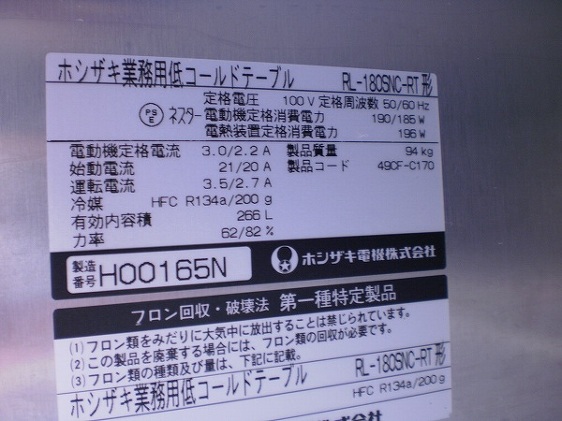 ホシザキ業務用低コールドテーブル RL-180SNC-RT形
定格電圧 100V 定格周波数 50/60Hz
PS E ネスター 電動機定格消費電力 190/185W
電熱装置定格消費電力 196W
電動機定格電流 3.0/2.2A 製品質量 94kg
始動電流 21/20A 製品コード 49CF-C170
運転電流 3.5/2.7A
冷媒 HFC R134a/200g
有効内容積 266L
力率 62/82%
製造番号 H00165N ホシザキ電機株式会社
フロン回収・破壊法 第一種特定製品
(1)フロン類をみだりに大気中に放出することは禁じられています。
(2)この製品を廃棄する場合には、フロン類の回収が必要です。
(3)フロン類の種類及び量は、下記に記載。
ホシザキ業務用低コールドテーブル RL-180SNC-RT形
HFC R134a/200g